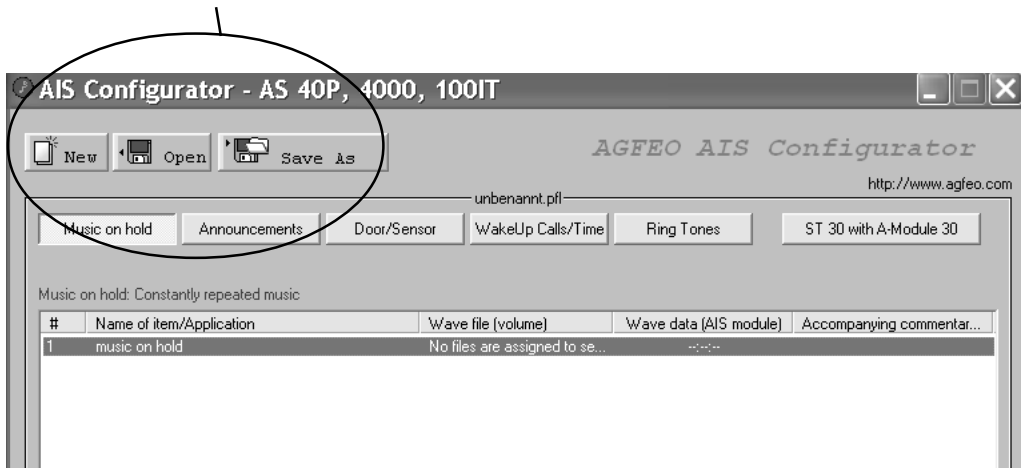 AIS Configurator - AS 40P, 4000, 100IT
New Open Save As AGFEO AIS Configurator
http://www.agfeo.com
unbenannt.pfl
Music on hold Announcements Door/Sensor WakeUp Calls/Time Ring Tones ST 30 with A-Module 30
Music on hold: Constantly repeated music
# Name of item/Application Wave file (volume) Wave data (AIS module) Accompanying commentar...
1 music on hold No files are assigned to se... --:--:--